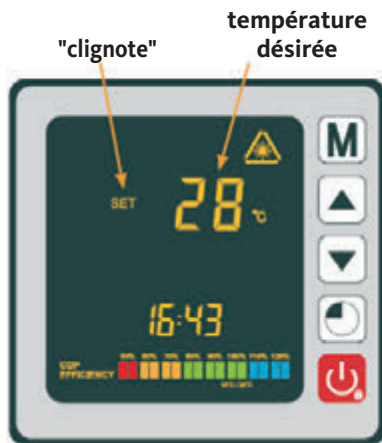 température
"clignote"
désirée
M
SET
28 °C
16:43
COP
EFFICIENCY